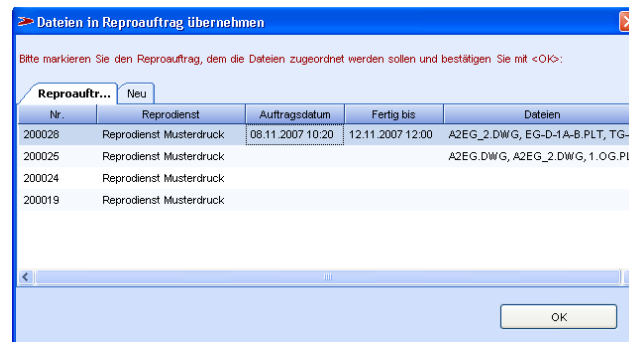 Dateien in Reproauftrag übernehmen
Bitte markieren Sie den Reproauftrag, dem die Dateien zugeordnet werden sollen und bestätigen Sie mit <OK>:
Reproauftr... Neu
Nr. Reprodienst Auftragsdatum Fertig bis Dateien
200028 Reprodienst Musterdruck 08.11.2007 10:20 12.11.2007 12:00 A2EG_2.DWG, EG-D-1A-B.PLT, TG-
200025 Reprodienst Musterdruck A2EG.DWG, A2EG_2.DWG, 1.OG.PL
200024 Reprodienst Musterdruck
200019 Reprodienst Musterdruck
OK